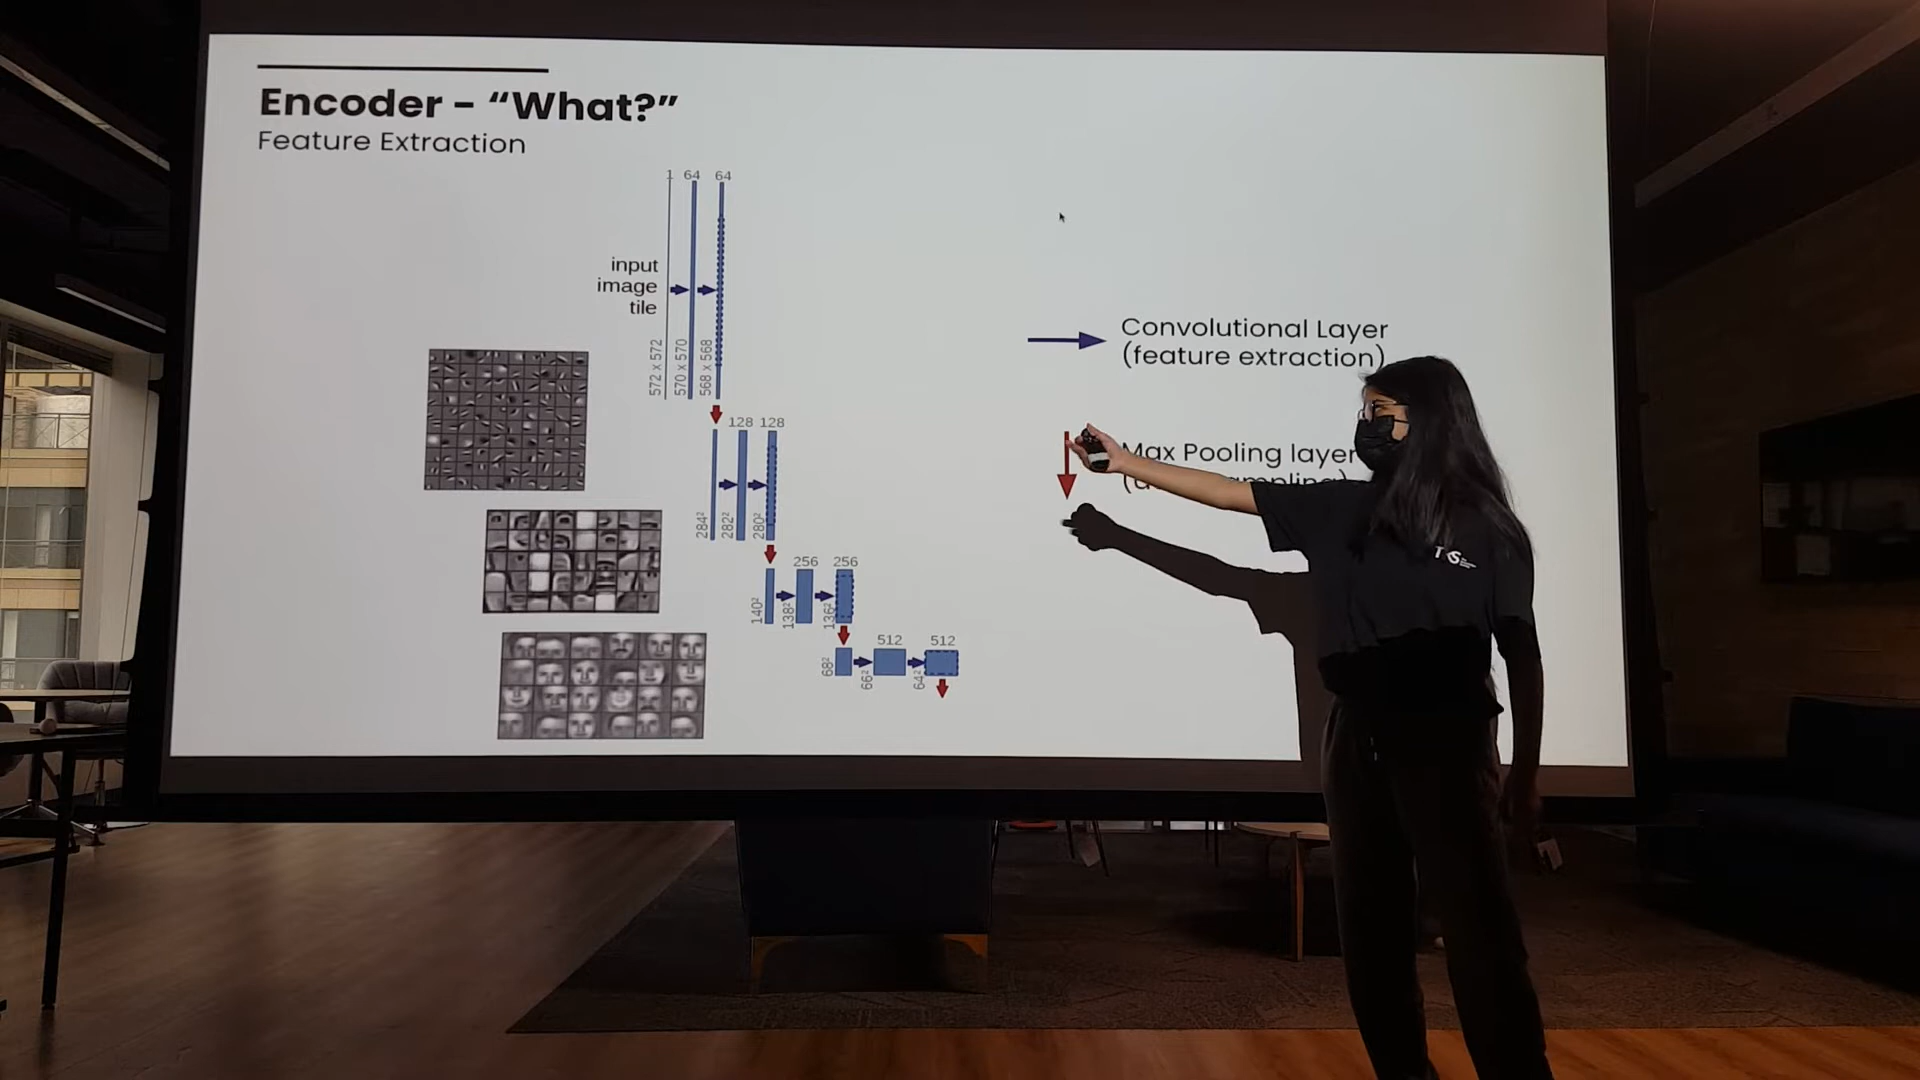 Encoder - “What?”
Feature Extraction
1 64 64
input
image
tile
572 x 572
570 x 570
568 x 568
128 128
284²
282²
280²
256 256
140²
138²
136²
512 512
68²
66²
64²
Convolutional Layer
(feature extraction)
Max Pooling layer